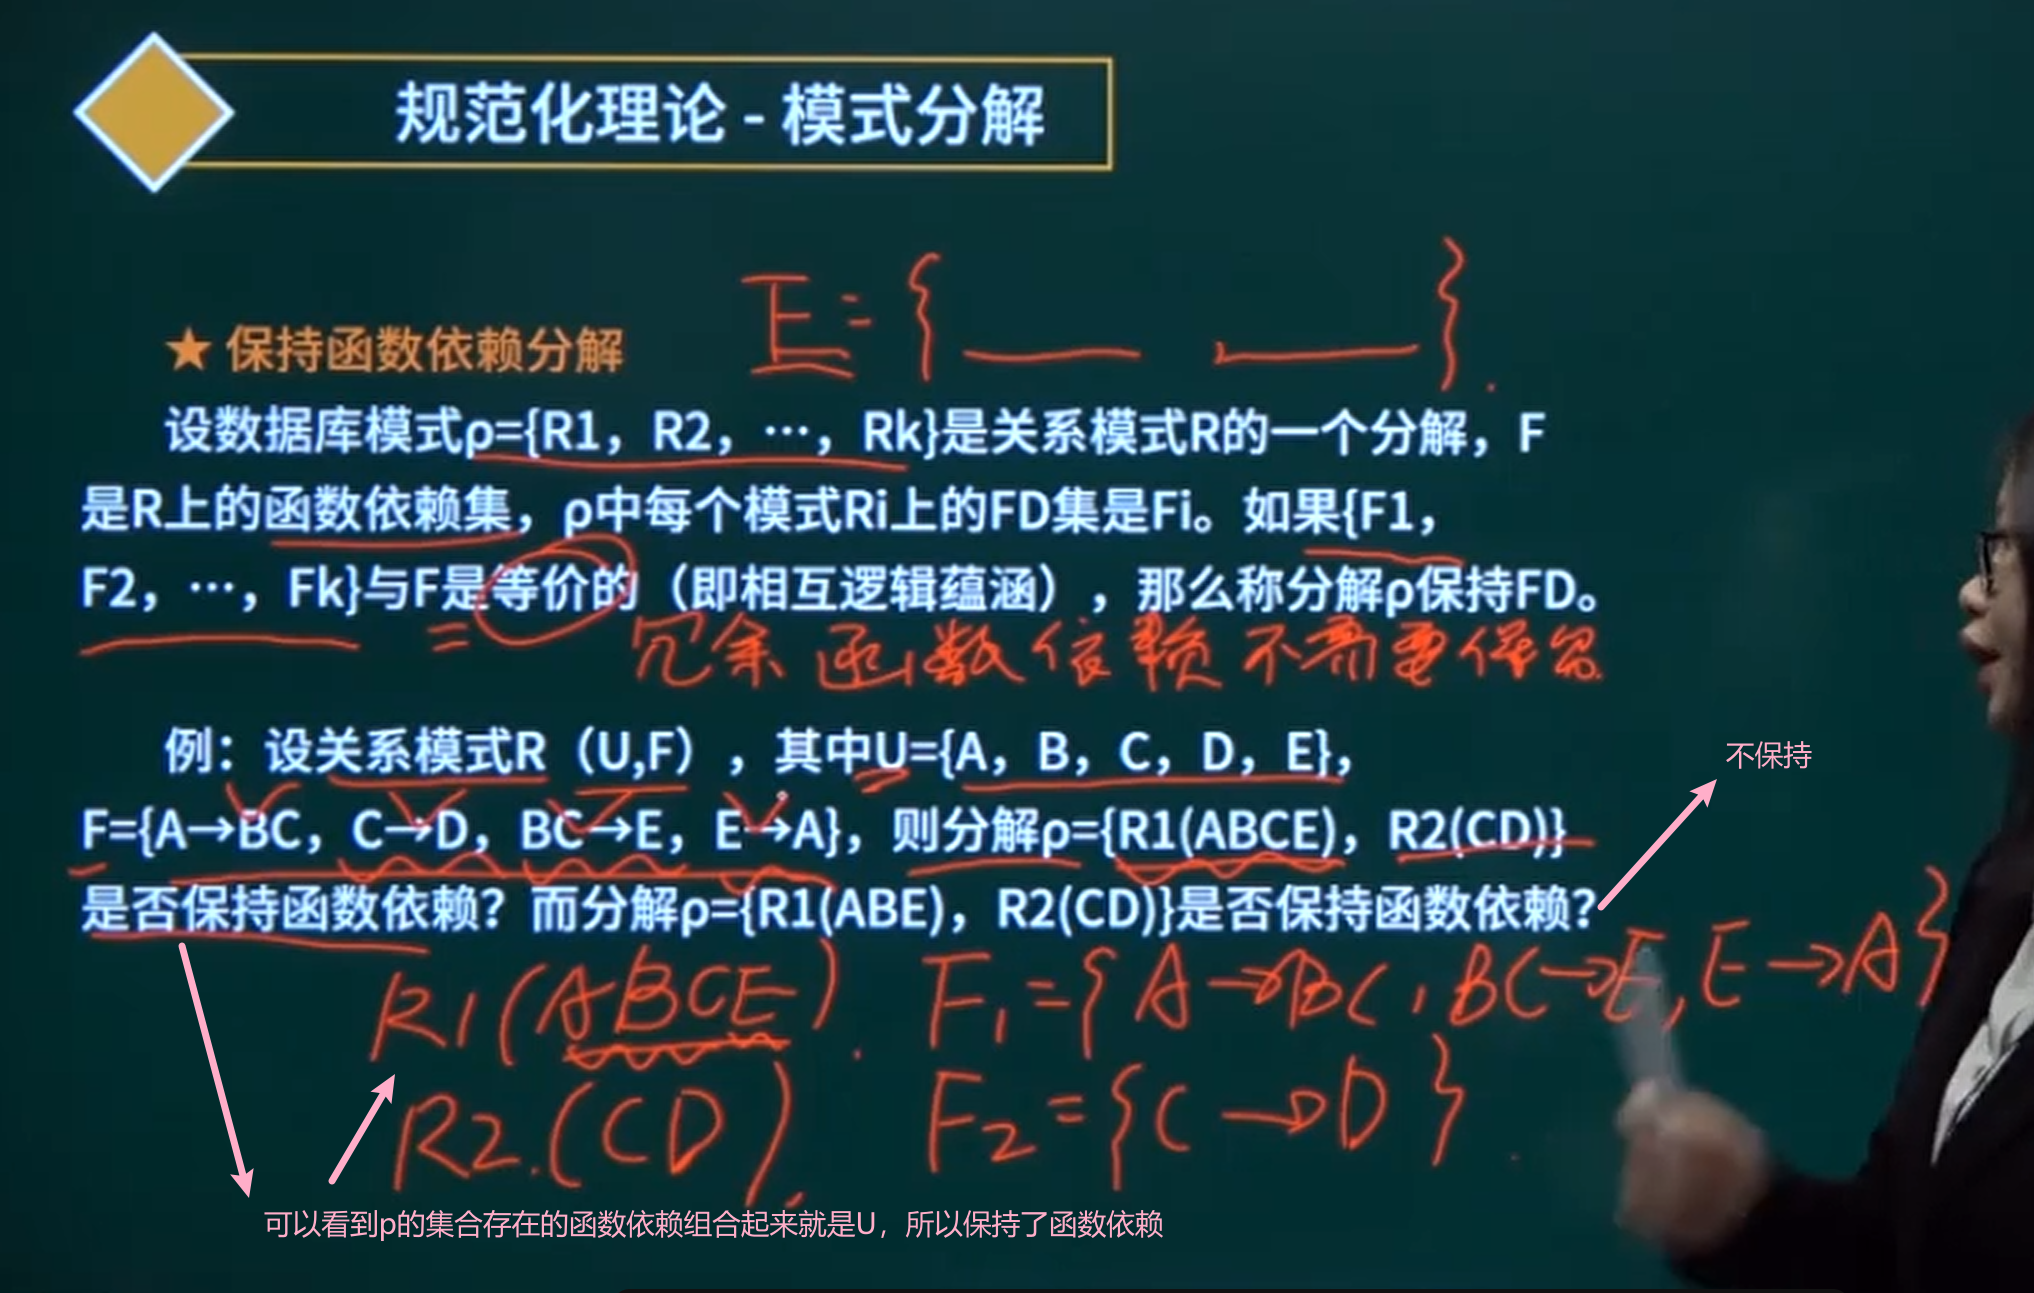 规范化理论 - 模式分解
E={ }.
★ 保持函数依赖分解
设数据库模式ρ={R1，R2，…，Rk}是关系模式R的一个分解，F
是R上的函数依赖集，ρ中每个模式Ri上的FD集是Fi。如果{F1，
F2，…，Fk}与F是等价的（即相互逻辑蕴涵），那么称分解ρ保持FD。
= 冗余函数依赖不需要保留
例：设关系模式R（U,F），其中U={A，B，C，D，E}，
不保持
F={A→BC，C→D，BC→E，E→A}，则分解ρ={R1(ABCE)，R2(CD)}
是否保持函数依赖？而分解ρ={R1(ABE)，R2(CD)}是否保持函数依赖？
R1(ABCE). F1={A→BC,BC→E,E→A}
R2.(CD). F2={C→D}.
可以看到p的集合存在的函数依赖组合起来就是U，所以保持了函数依赖